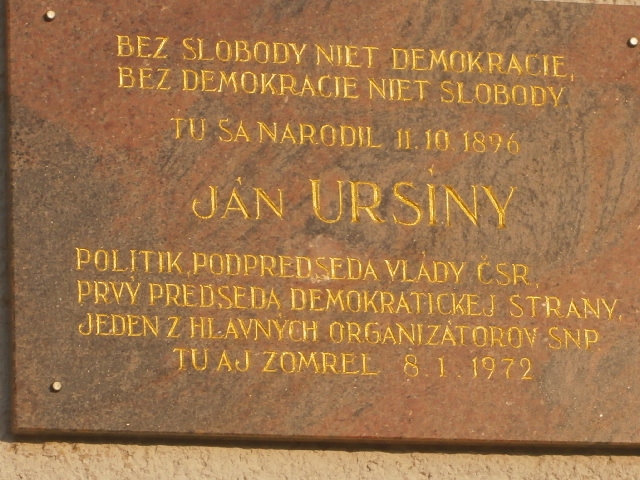 BEZ SLOBODY NIET DEMOKRACIE,
BEZ DEMOKRACIE NIET SLOBODY
TU SA NARODIL 11.10.1896
JÁN URSÍNY
POLITIK, PODPREDSEDA VLÁDY ČSR,
PRVÝ PREDSEDA DEMOKRATICKEJ STRANY,
JEDEN Z HLAVNÝCH ORGANIZÁTOROV SNP.
TU AJ ZOMREL 8.1.1972